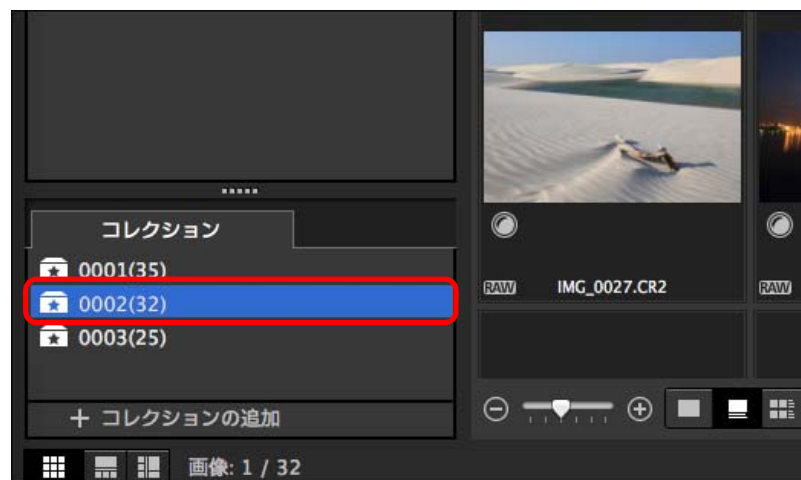 コレクション
0001(35)
0002(32)
0003(25)
+ コレクションの追加
RAW IMG_0027.CR2
RAW
画像: 1 / 32